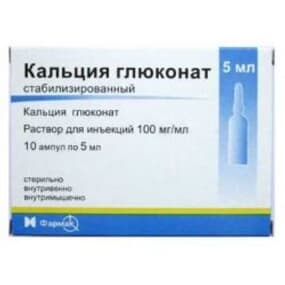 Кальция глюконат
5 мл
стабилизированный
Кальция глюконат
Раствор для инъекций 100 мг/мл
10 ампул по 5 мл
стерильно
внутривенно
внутримышечно
Фармак